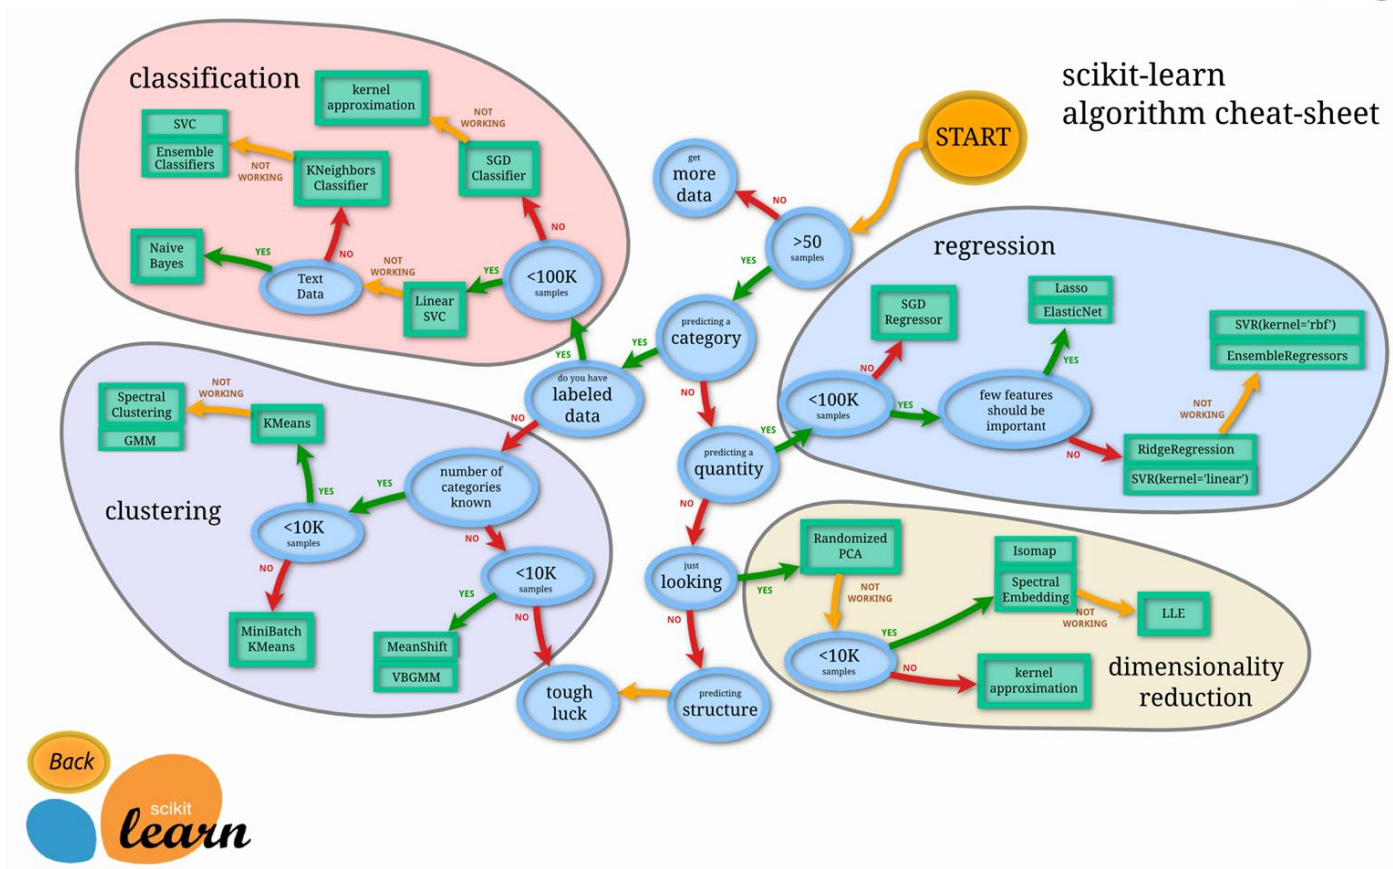 scikit-learn
algorithm cheat-sheet
START
get
more
data
NO
>50
samples
YES
predicting a
category
YES
NO
do you have
labeled
data
YES
NO
predicting a
quantity
YES
NO
just
looking
YES
NO
predicting
structure
tough
luck
classification
kernel
approximation
NOT
WORKING
SGD
Classifier
NO
<100K
samples
YES
Linear
SVC
NOT
WORKING
Text
Data
YES
Naive
Bayes
NO
KNeighbors
Classifier
NOT
WORKING
SVC
Ensemble
Classifiers
regression
SGD
Regressor
NO
<100K
samples
YES
few features
should be
important
YES
Lasso
ElasticNet
NO
RidgeRegression
SVR(kernel='linear')
NOT
WORKING
SVR(kernel='rbf')
EnsembleRegressors
clustering
number of
categories
known
YES
NO
<10K
samples
YES
KMeans
NOT
WORKING
Spectral
Clustering
GMM
NO
MiniBatch
KMeans
<10K
samples
YES
MeanShift
VBGMM
NO
dimensionality
reduction
Randomized
PCA
NOT
WORKING
<10K
samples
YES
Isomap
Spectral
Embedding
NOT
WORKING
LLE
NO
kernel
approximation
Back
scikit
learn